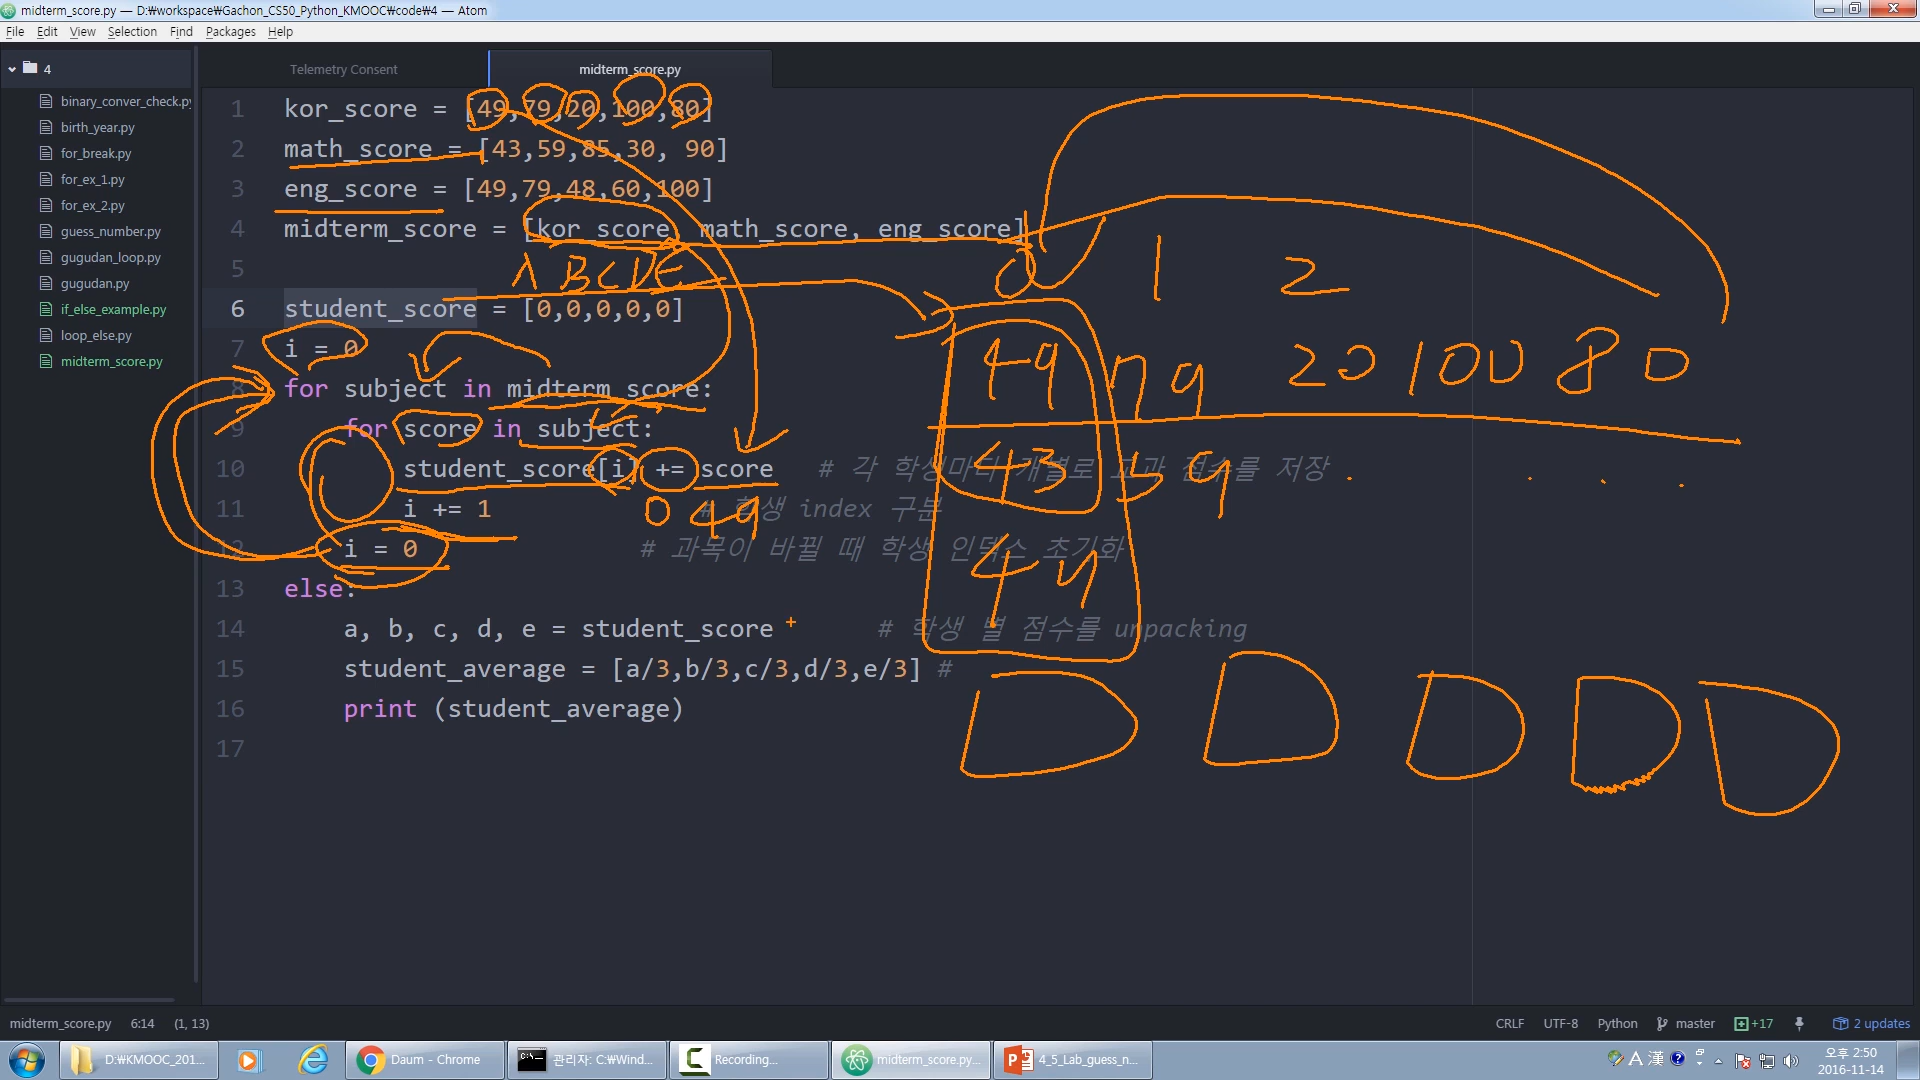 midterm_score.py — D:₩workspace₩Gachon_CS50_Python_KMOOC₩code₩4 — Atom
File Edit View Selection Find Packages Help
4
binary_conver_check.py
birth_year.py
for_break.py
for_ex_1.py
for_ex_2.py
guess_number.py
gugudan_loop.py
gugudan.py
if_else_example.py
loop_else.py
midterm_score.py
Telemetry Consent midterm_score.py
1 kor_score = [49,79,20,100,80]
2 math_score = [43,59,85,30, 90]
3 eng_score = [49,79,48,60,100]
4 midterm_score = [kor_score, math_score, eng_score]
5
6 student_score = [0,0,0,0,0]
7 i = 0
8 for subject in midterm_score:
9 for score in subject:
10 student_score[i] += score # 각 학생마다 개별로 교과 점수를 저장
11 i += 1 # 학생 index 구분
12 i = 0 # 과목이 바뀔 때 학생 인덱스 초기화
13 else:
14 a, b, c, d, e = student_score # 학생 별 점수를 unpacking
15 student_average = [a/3,b/3,c/3,d/3,e/3] #
16 print (student_average)
17
A B C D E
0 1 2
49 79 20 100 80
43 59
49
0 49
midterm_score.py 6:14 (1, 13) CRLF UTF-8 Python master +17 2 updates
D:₩KMOOC_201... Daum - Chrome 관리자: C:₩Wind... Recording... midterm_score.py... 4_5_Lab_guess_n... A 漢 오후 2:50
2016-11-14